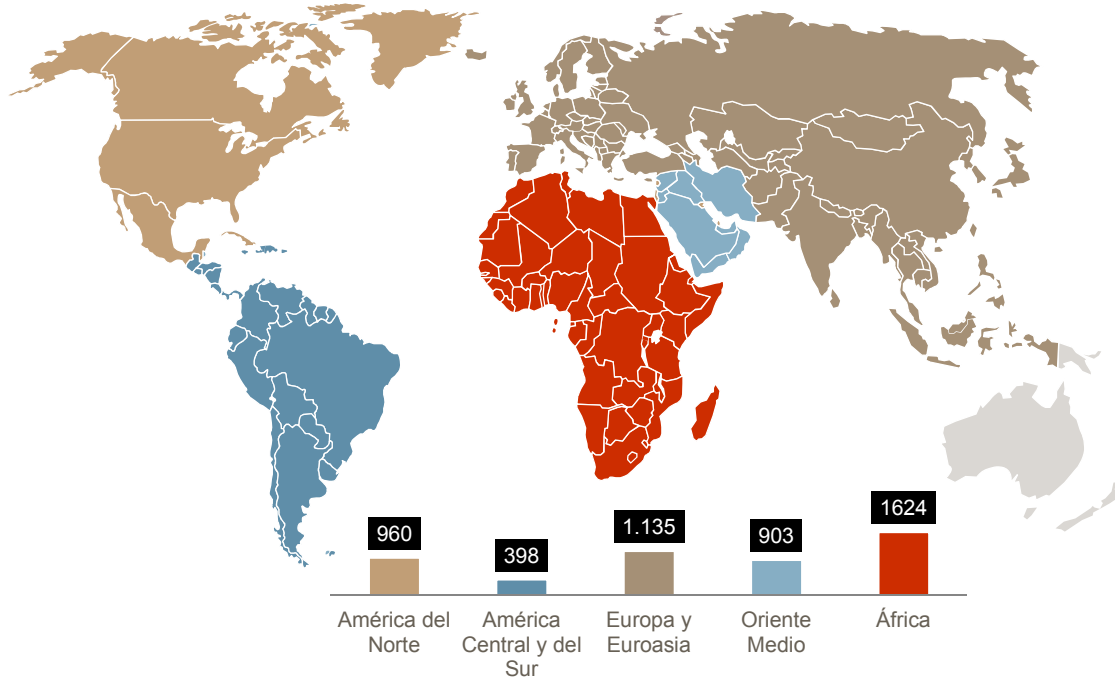 960
398
1.135
903
1624
América del
Norte
América
Central y del
Sur
Europa y
Euroasia
Oriente
Medio
África